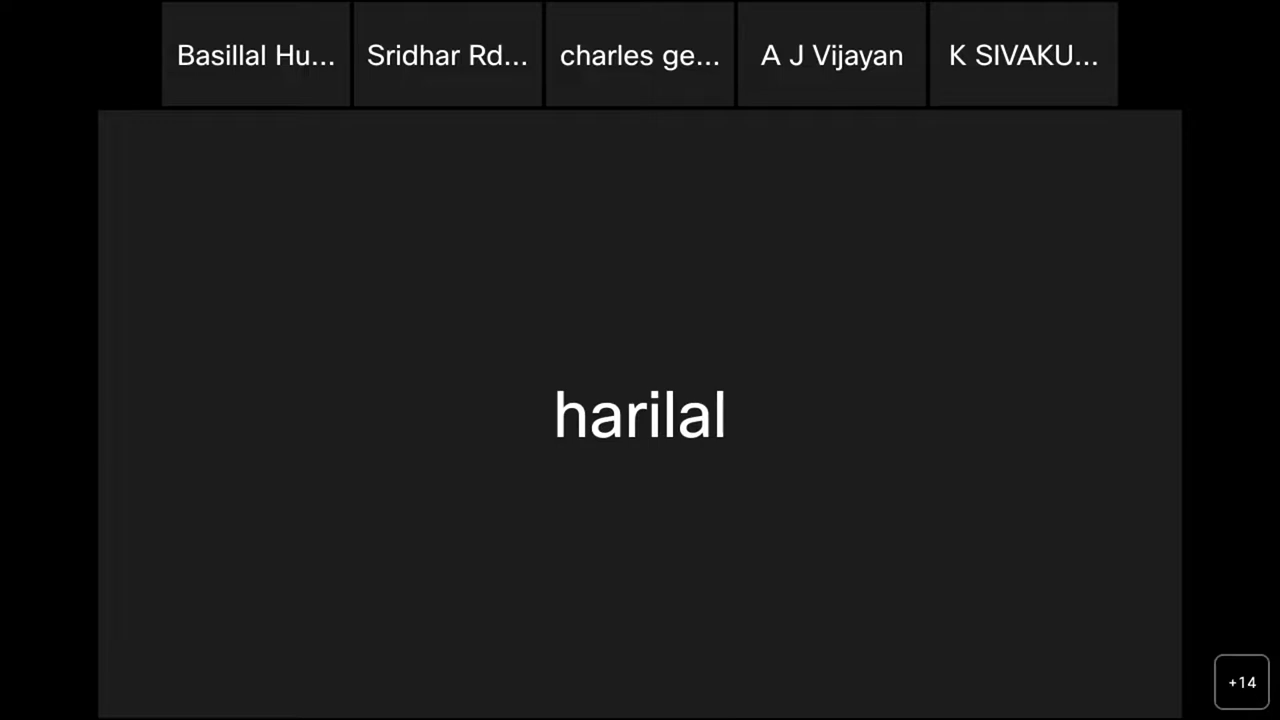 Basillal Hu...
Sridhar Rd...
charles ge...
A J Vijayan
K SIVAKU...
harilal
+14